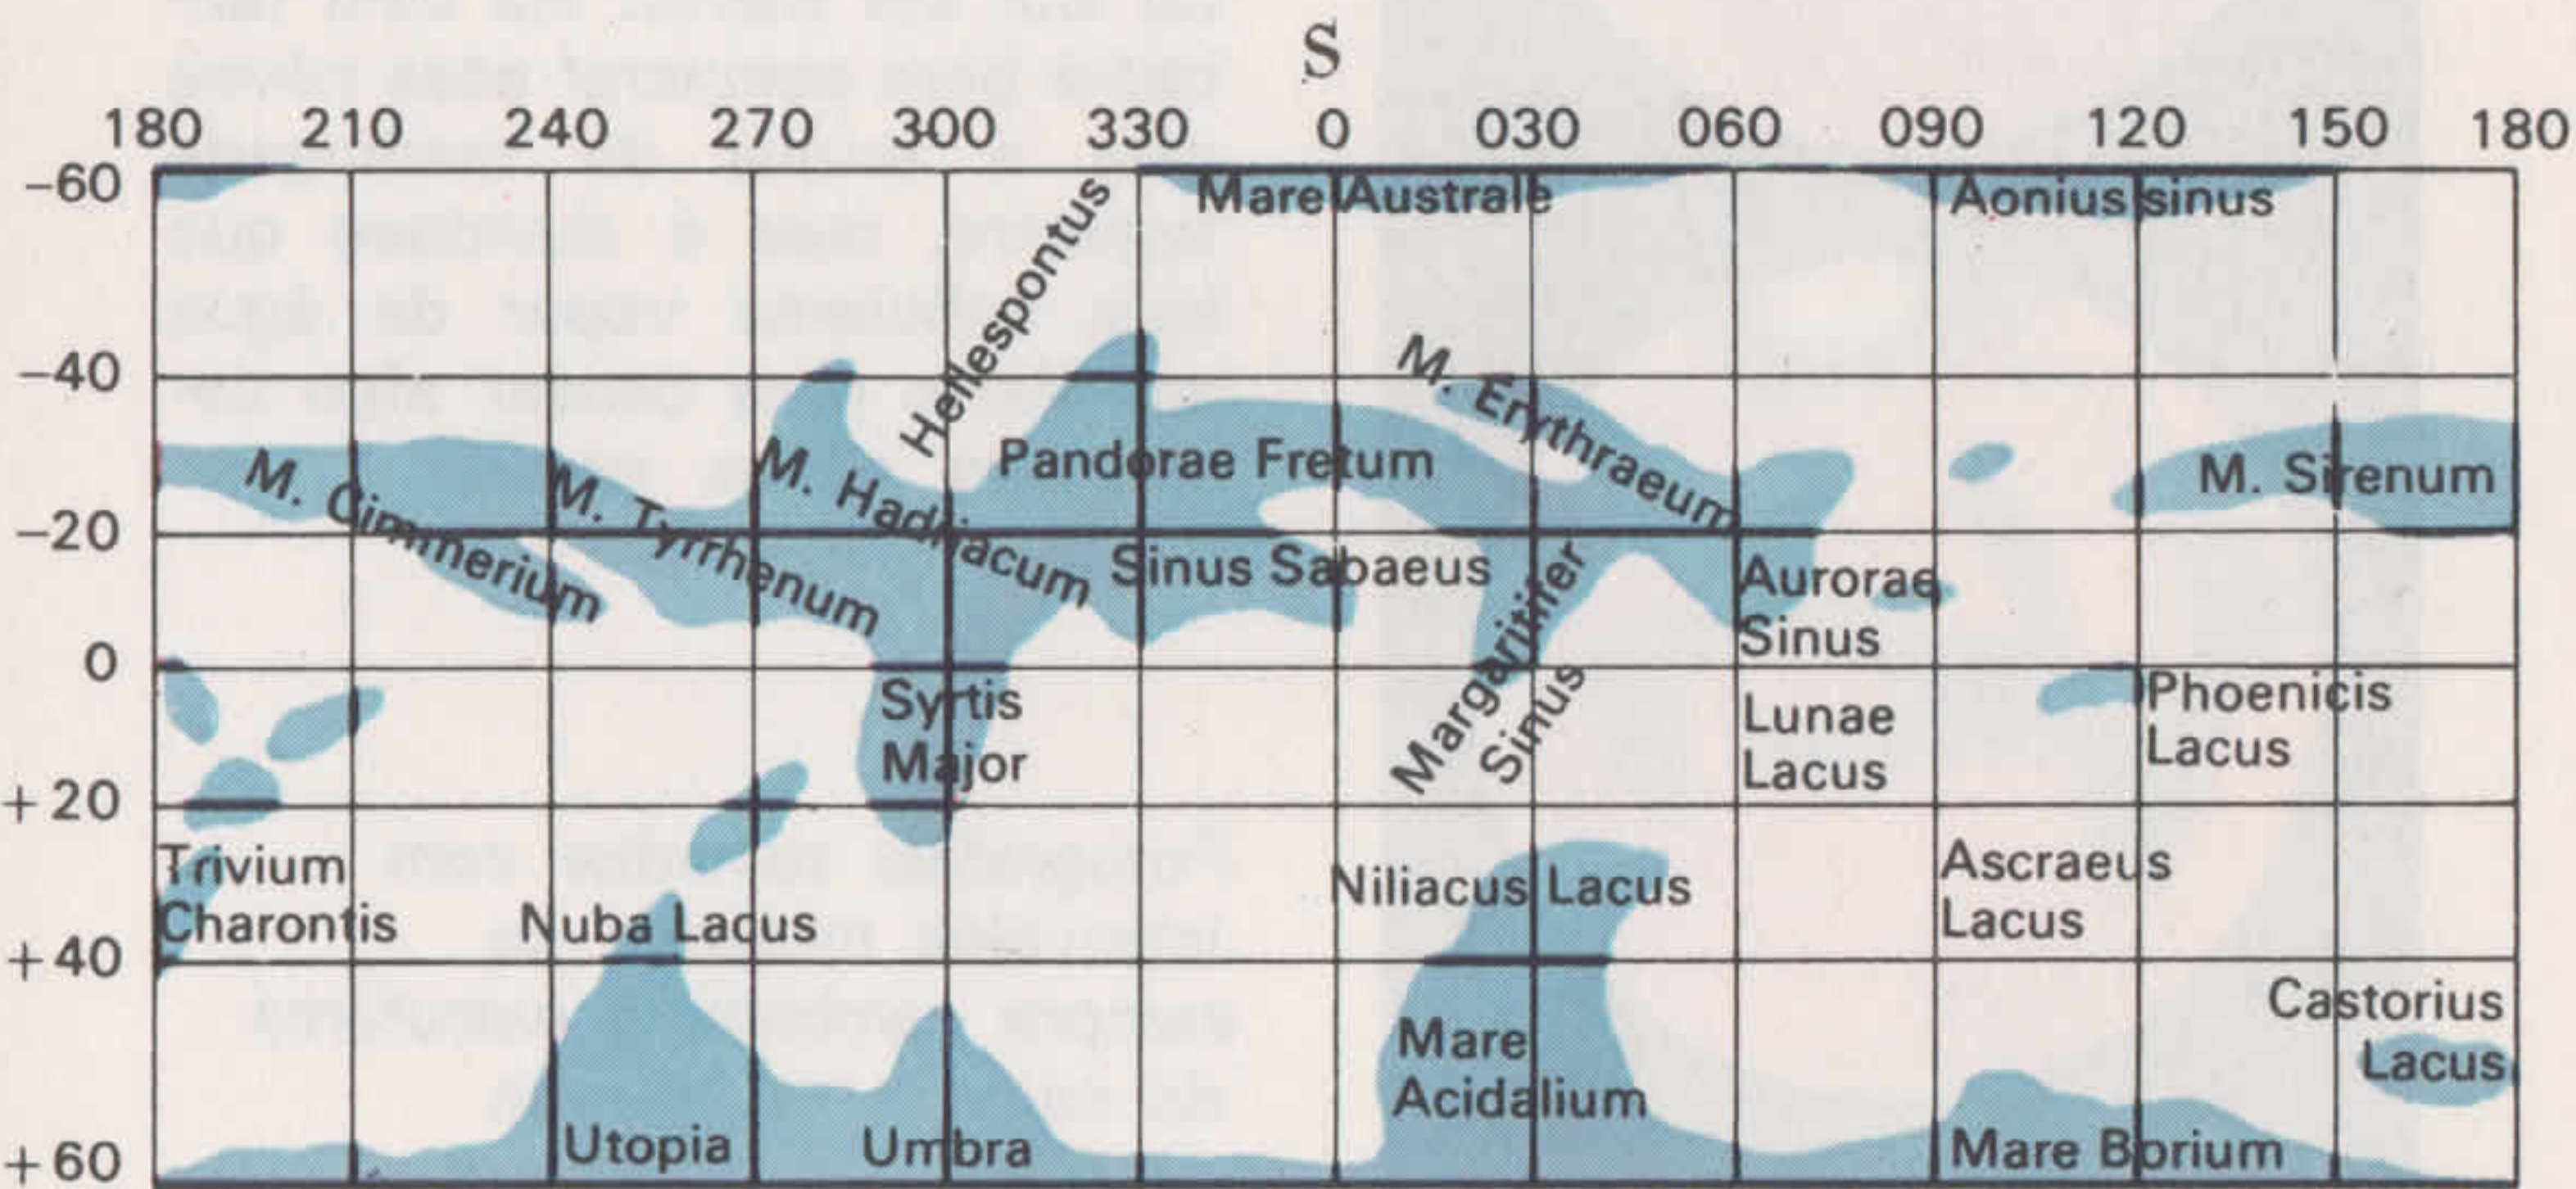 S
180 210 240 270 300 330 0 030 060 090 120 150 180
−60
Mare Australe
Aonius sinus
Hellespontus
−40
M. Erythraeum
Pandorae Fretum
M. Cimmerium
M. Tyrrhenum
M. Hadriacum
M. Sirenum
−20
Sinus Sabaeus
Margaritifer
Sinus
Aurorae
Sinus
0
Syrtis
Major
Lunae
Lacus
Phoenicis
Lacus
+20
Trivium
Charontis
Nuba Lacus
Niliacus Lacus
Ascraeus
Lacus
+40
Castorius
Lacus
Mare
Acidalium
Utopia
Umbra
Mare Borium
+60